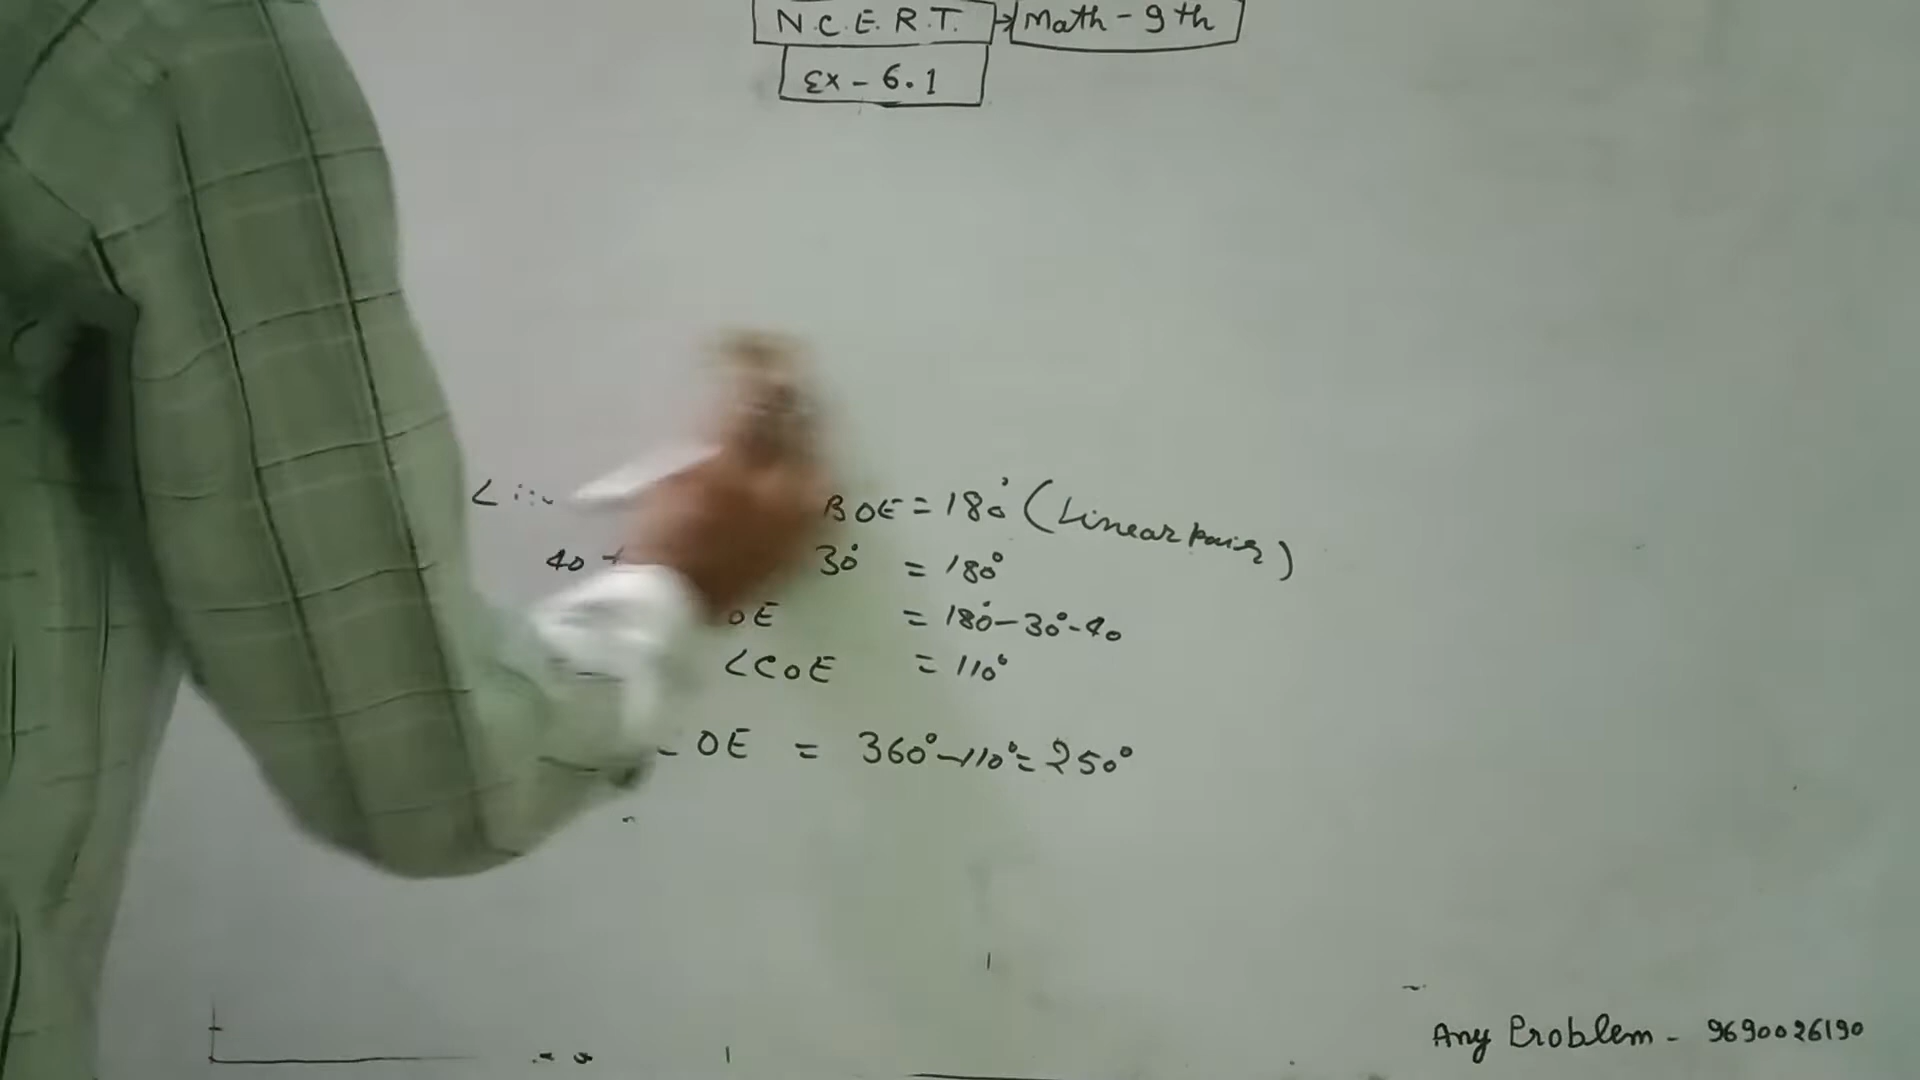 N.C.E.R.T. → Math - 9th
Ex - 6.1
BOE = 180° (Linear pair)
40 + 30° = 180°
OE = 180° - 30° - 40
∠COE = 110°
OE = 360° - 110° = 250°
Any Problem - 9690026190